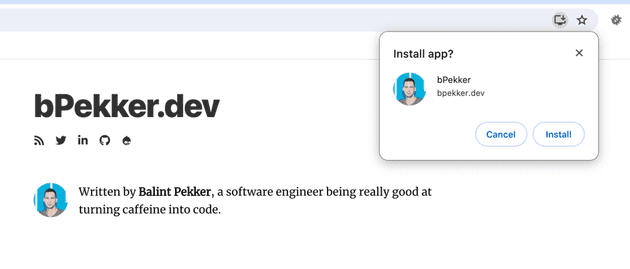 Install app?
bPekker
bpekker.dev
Cancel Install
bPekker.dev
Written by Balint Pekker, a software engineer being really good at
turning caffeine into code.